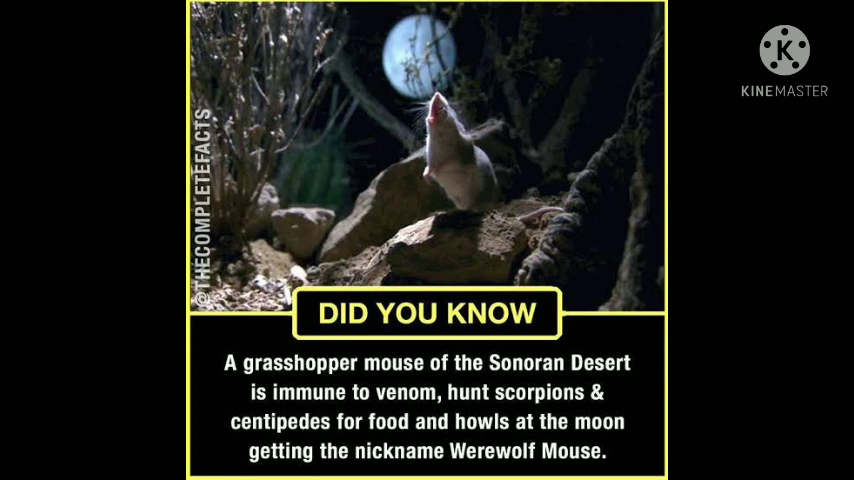 KINEMASTER
@THECOMPLETEFACTS
DID YOU KNOW
A grasshopper mouse of the Sonoran Desert
is immune to venom, hunt scorpions &
centipedes for food and howls at the moon
getting the nickname Werewolf Mouse.